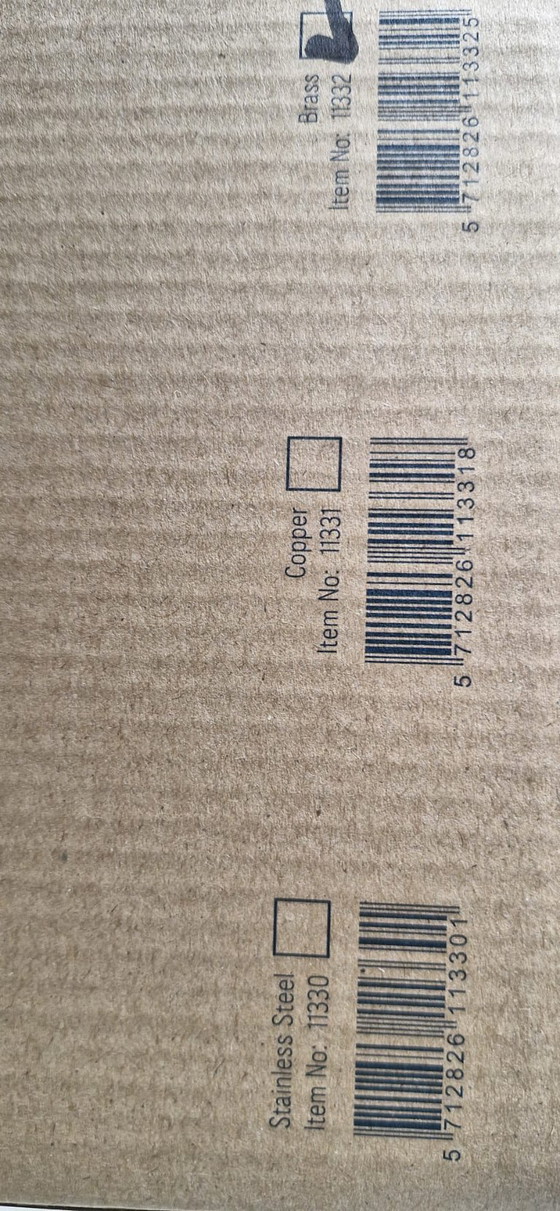 Stainless Steel
Item No: 11330
5 712826 113301
Copper
Item No: 11331
5 712826 113318
Brass
Item No: 11332
5 712826 113325